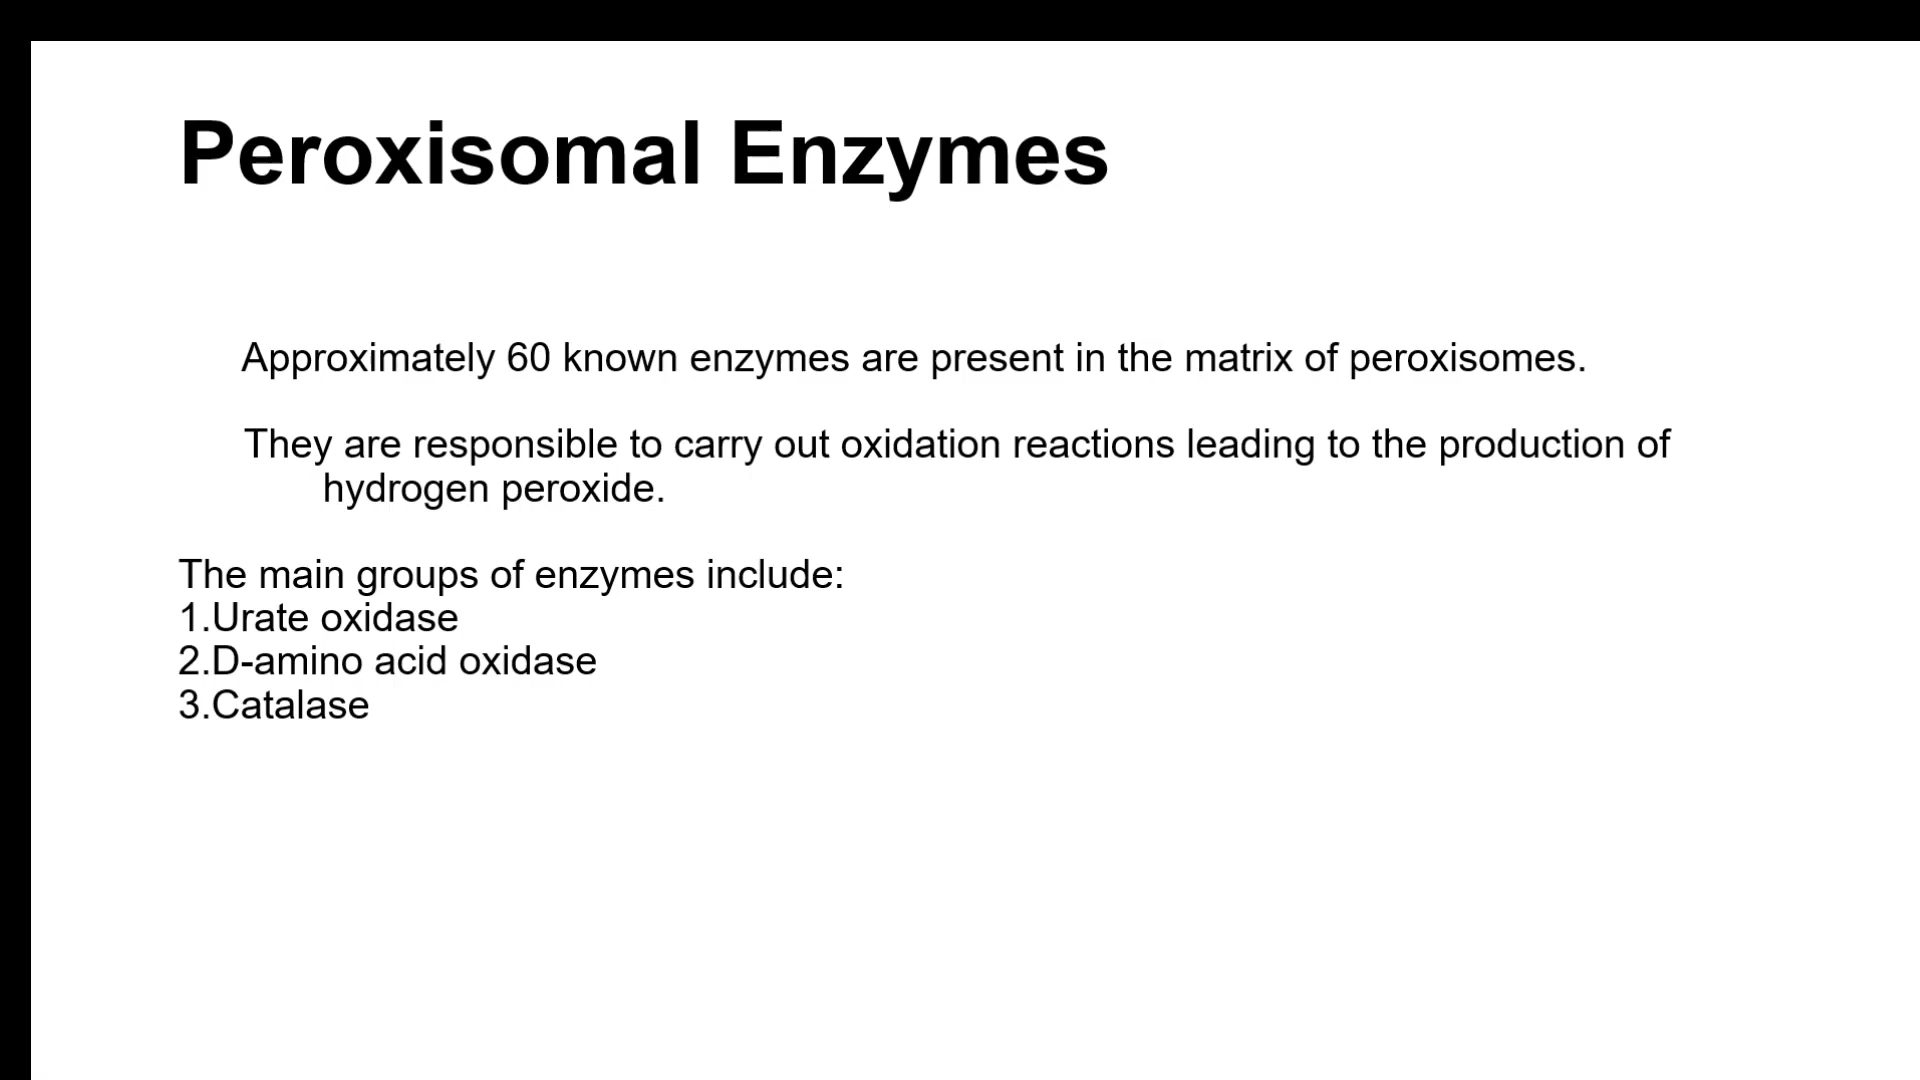 Peroxisomal Enzymes
Approximately 60 known enzymes are present in the matrix of peroxisomes.
They are responsible to carry out oxidation reactions leading to the production of
hydrogen peroxide.
The main groups of enzymes include:
1.Urate oxidase
2.D-amino acid oxidase
3.Catalase